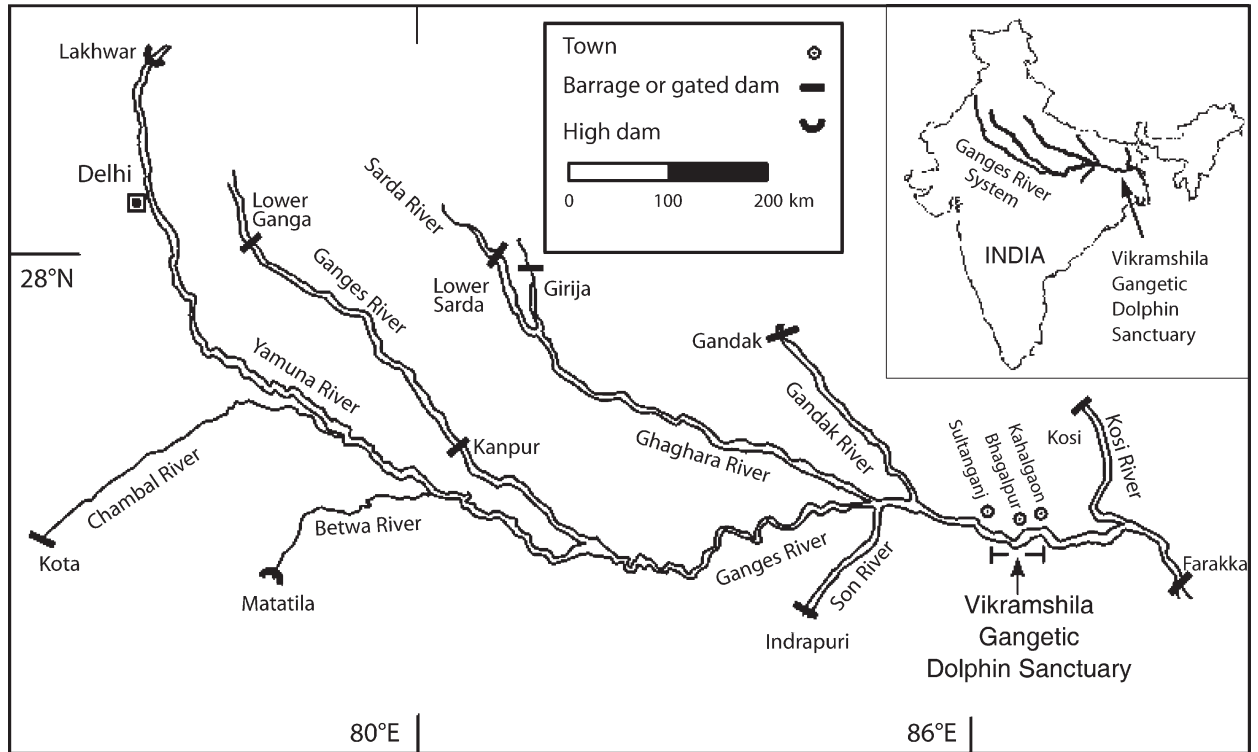 Lakhwar
Delhi
28°N
Lower
Ganga
Ganges River
Sarda River
Lower
Sarda
Girija
Town
Barrage or gated dam
High dam
0 100 200 km
Ganges River
System
INDIA
Vikramshila
Gangetic
Dolphin
Sanctuary
Yamuna River
Chambal River
Kota
Betwa River
Matatila
Kanpur
Ghaghara River
Gandak
Gandak River
Ganges River
Son River
Indrapuri
Sultanganj
Bhagalpur
Kahalgaon
Kosi
Kosi River
Farakka
Vikramshila
Gangetic
Dolphin Sanctuary
80°E
86°E